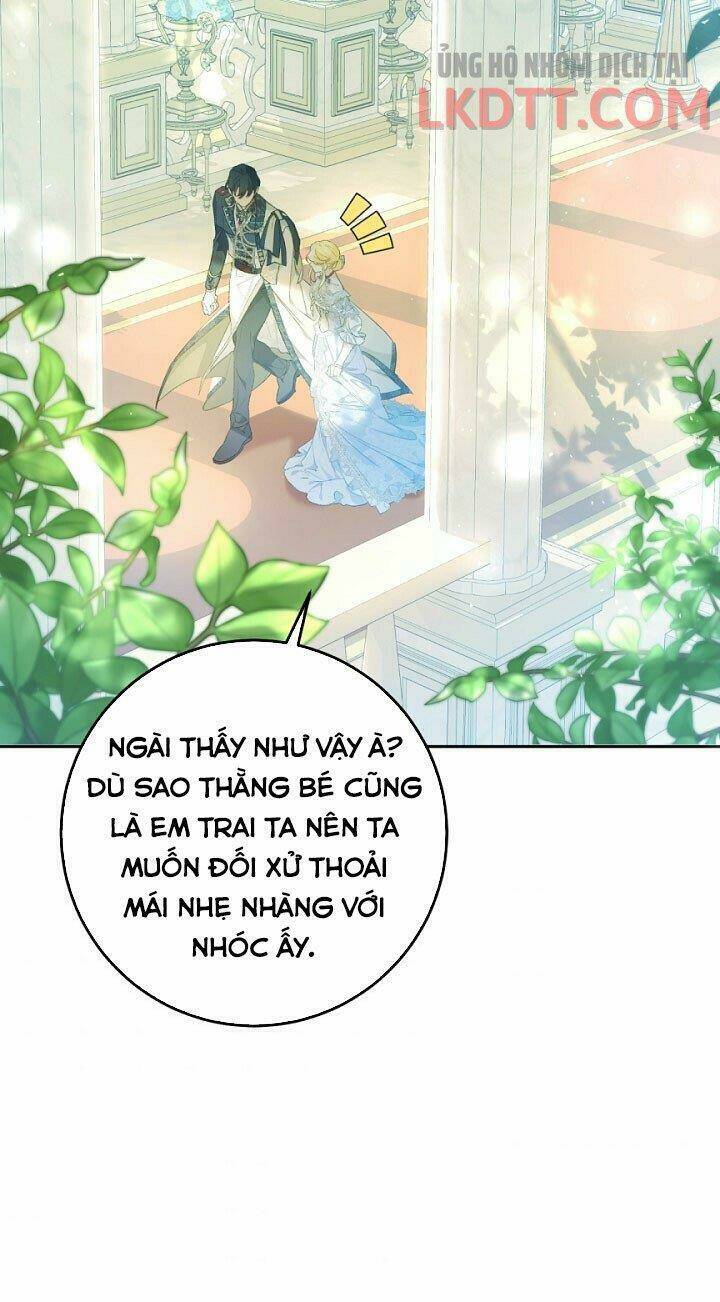 ỦNG HỘ NHÓM DỊCH TẠI
LKDTT.COM
NGÀI THẤY NHƯ VẬY À?
DÙ SAO THẰNG BÉ CŨNG
LÀ EM TRAI TA NÊN TA
MUỐN ĐỐI XỬ THOẢI
MÁI NHẸ NHÀNG VỚI
NHÓC ẤY.